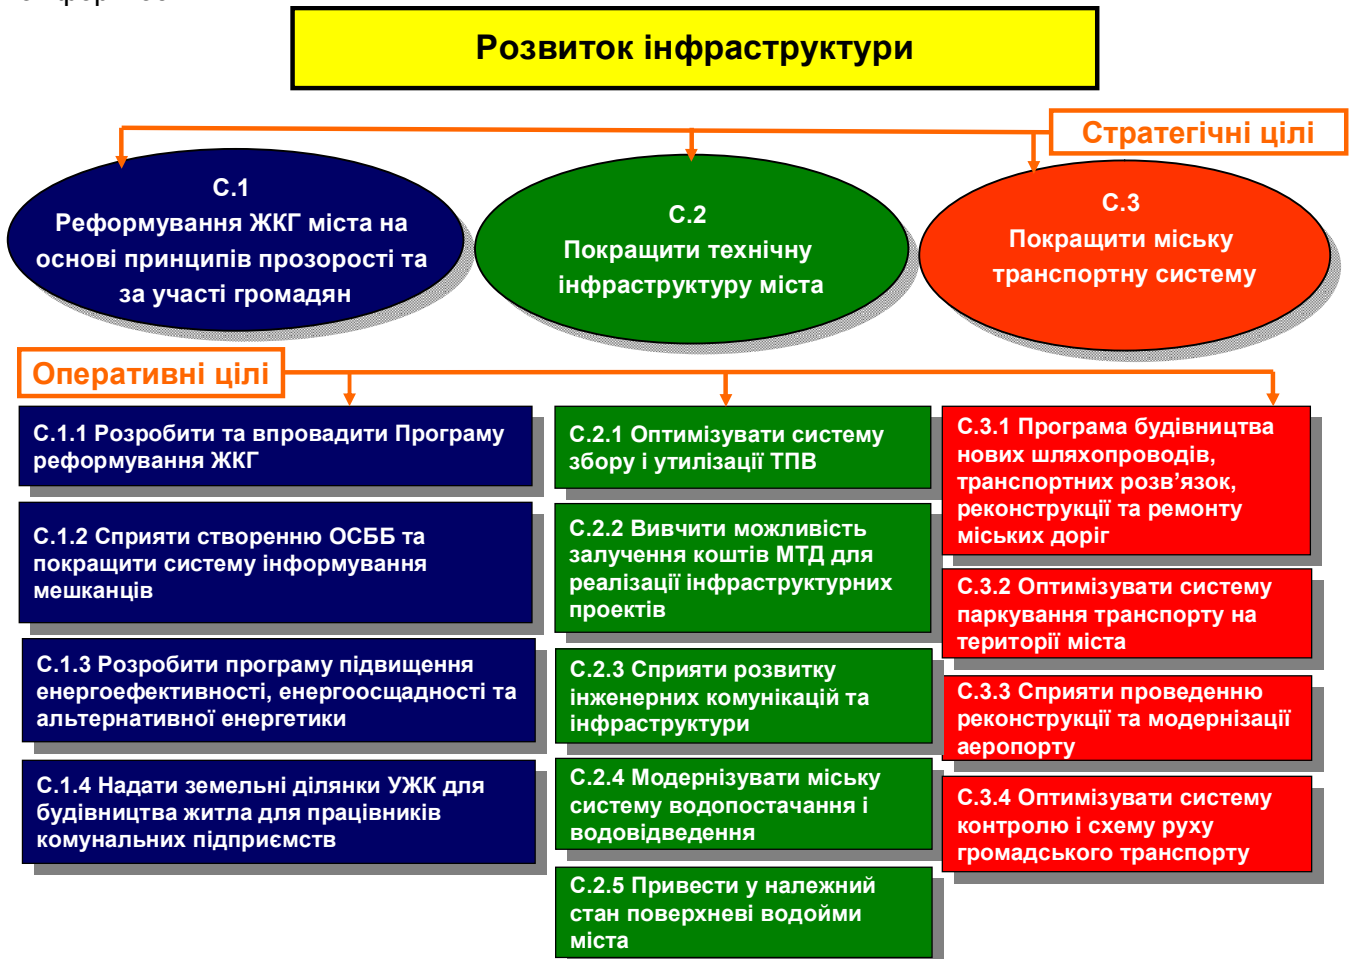 Розвиток інфраструктури
Стратегічні цілі
С.1
Реформування ЖКГ міста на
основі принципів прозорості та
за участі громадян
С.2
Покращити технічну
інфраструктуру міста
С.3
Покращити міську
транспортну систему
Оперативні цілі
С.1.1 Розробити та впровадити Програму
реформування ЖКГ
С.1.2 Сприяти створенню ОСББ та
покращити систему інформування
мешканців
С.1.3 Розробити програму підвищення
енергоефективності, енергоосщадності та
альтернативної енергетики
С.1.4 Надати земельні ділянки УЖК для
будівництва житла для працівників
комунальних підприємств
С.2.1 Оптимізувати систему
збору і утилізації ТПВ
С.2.2 Вивчити можливість
залучення коштів МТД для
реалізації інфраструктурних
проектів
С.2.3 Сприяти розвитку
інженерних комунікацій та
інфраструктури
С.2.4 Модернізувати міську
систему водопостачання і
водовідведення
С.2.5 Привести у належний
стан поверхневі водойми
міста
С.3.1 Програма будівництва
нових шляхопроводів,
транспортних розв’язок,
реконструкції та ремонту
міських доріг
С.3.2 Оптимізувати систему
паркування транспорту на
території міста
С.3.3 Сприяти проведенню
реконструкції та модернізації
аеропорту
С.3.4 Оптимізувати систему
контролю і схему руху
громадського транспорту